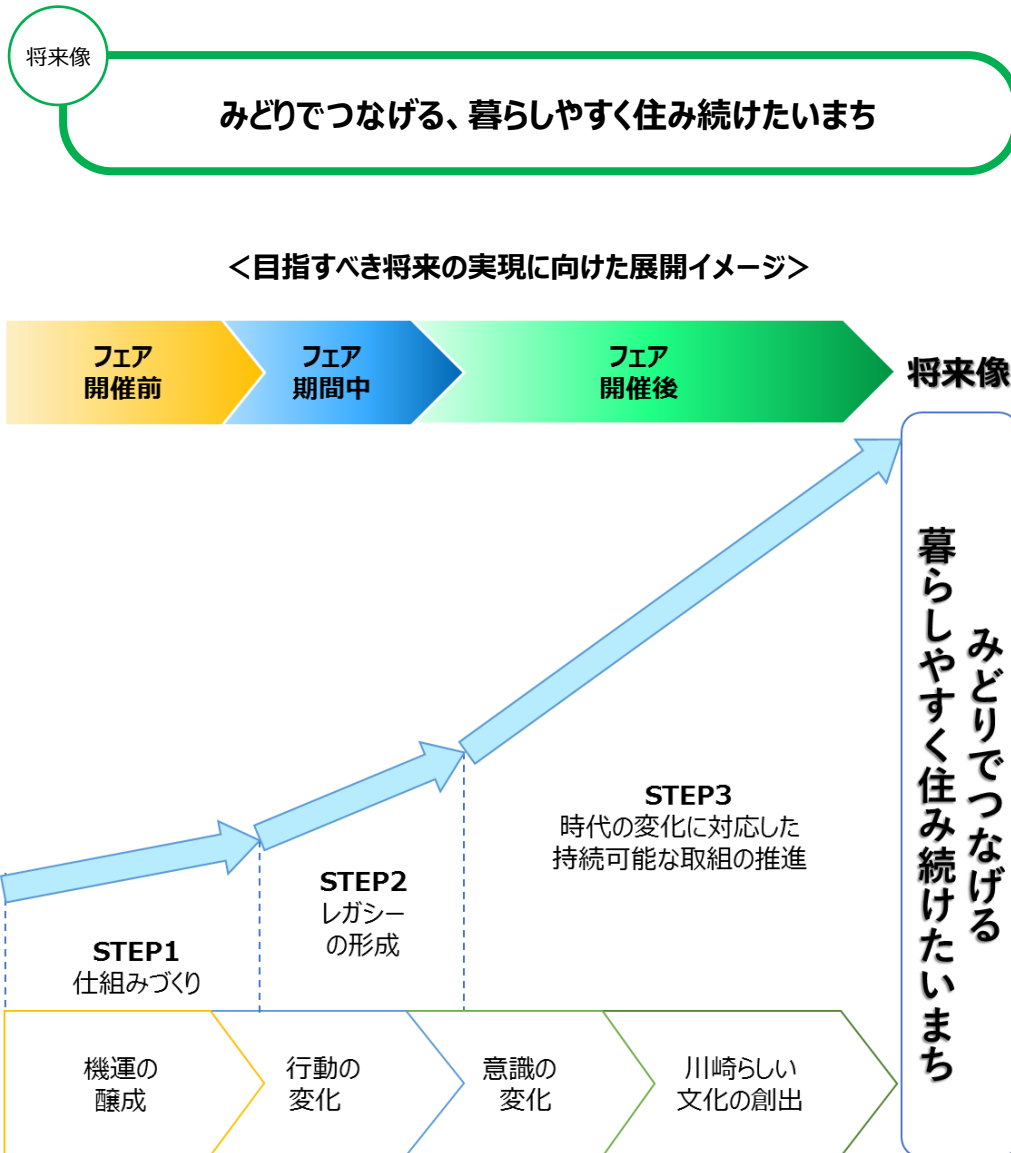 将来像
みどりでつなげる、暮らしやすく住み続けたいまち
＜目指すべき将来の実現に向けた展開イメージ＞
フェア
開催前
フェア
期間中
フェア
開催後
将来像
みどりでつなげる
暮らしやすく住み続けたいまち
STEP1
仕組みづくり
STEP2
レガシー
の形成
STEP3
時代の変化に対応した
持続可能な取組の推進
機運の
醸成
行動の
変化
意識の
変化
川崎らしい
文化の創出